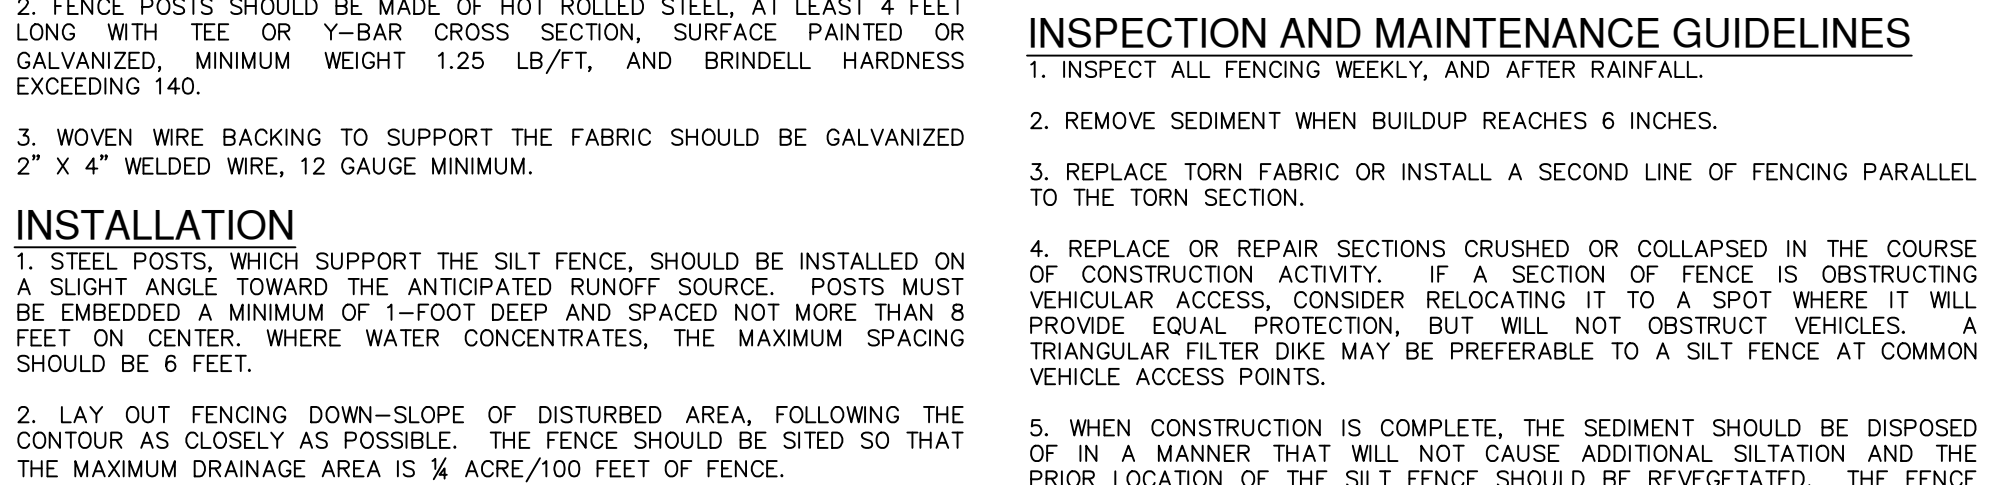 2. FENCE POSTS SHOULD BE MADE OF HOT ROLLED STEEL, AT LEAST 4 FEET
LONG WITH TEE OR Y-BAR CROSS SECTION, SURFACE PAINTED OR
GALVANIZED, MINIMUM WEIGHT 1.25 LB/FT, AND BRINDELL HARDNESS
EXCEEDING 140.
3. WOVEN WIRE BACKING TO SUPPORT THE FABRIC SHOULD BE GALVANIZED
2” X 4” WELDED WIRE, 12 GAUGE MINIMUM.
INSTALLATION
1. STEEL POSTS, WHICH SUPPORT THE SILT FENCE, SHOULD BE INSTALLED ON
A SLIGHT ANGLE TOWARD THE ANTICIPATED RUNOFF SOURCE. POSTS MUST
BE EMBEDDED A MINIMUM OF 1-FOOT DEEP AND SPACED NOT MORE THAN 8
FEET ON CENTER. WHERE WATER CONCENTRATES, THE MAXIMUM SPACING
SHOULD BE 6 FEET.
2. LAY OUT FENCING DOWN-SLOPE OF DISTURBED AREA, FOLLOWING THE
CONTOUR AS CLOSELY AS POSSIBLE. THE FENCE SHOULD BE SITED SO THAT
THE MAXIMUM DRAINAGE AREA IS ¼ ACRE/100 FEET OF FENCE.
INSPECTION AND MAINTENANCE GUIDELINES
1. INSPECT ALL FENCING WEEKLY, AND AFTER RAINFALL.
2. REMOVE SEDIMENT WHEN BUILDUP REACHES 6 INCHES.
3. REPLACE TORN FABRIC OR INSTALL A SECOND LINE OF FENCING PARALLEL
TO THE TORN SECTION.
4. REPLACE OR REPAIR SECTIONS CRUSHED OR COLLAPSED IN THE COURSE
OF CONSTRUCTION ACTIVITY. IF A SECTION OF FENCE IS OBSTRUCTING
VEHICULAR ACCESS, CONSIDER RELOCATING IT TO A SPOT WHERE IT WILL
PROVIDE EQUAL PROTECTION, BUT WILL NOT OBSTRUCT VEHICLES. A
TRIANGULAR FILTER DIKE MAY BE PREFERABLE TO A SILT FENCE AT COMMON
VEHICLE ACCESS POINTS.
5. WHEN CONSTRUCTION IS COMPLETE, THE SEDIMENT SHOULD BE DISPOSED
OF IN A MANNER THAT WILL NOT CAUSE ADDITIONAL SILTATION AND THE
PRIOR LOCATION OF THE SILT FENCE SHOULD BE REVEGETATED. THE FENCE